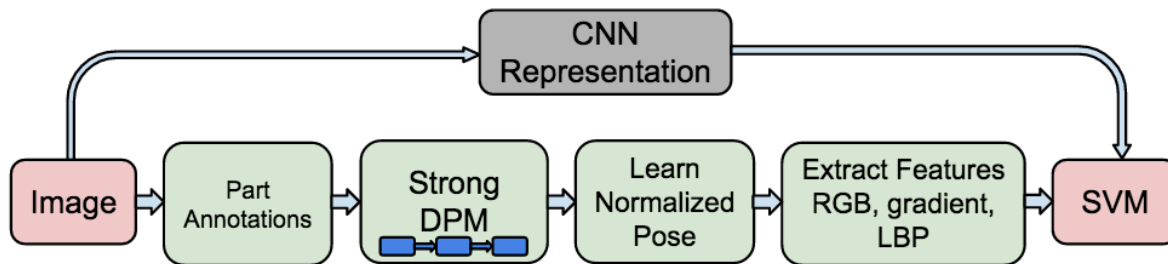 CNN
Representation
Image
Part
Annotations
Strong
DPM
Learn
Normalized
Pose
Extract Features
RGB, gradient,
LBP
SVM